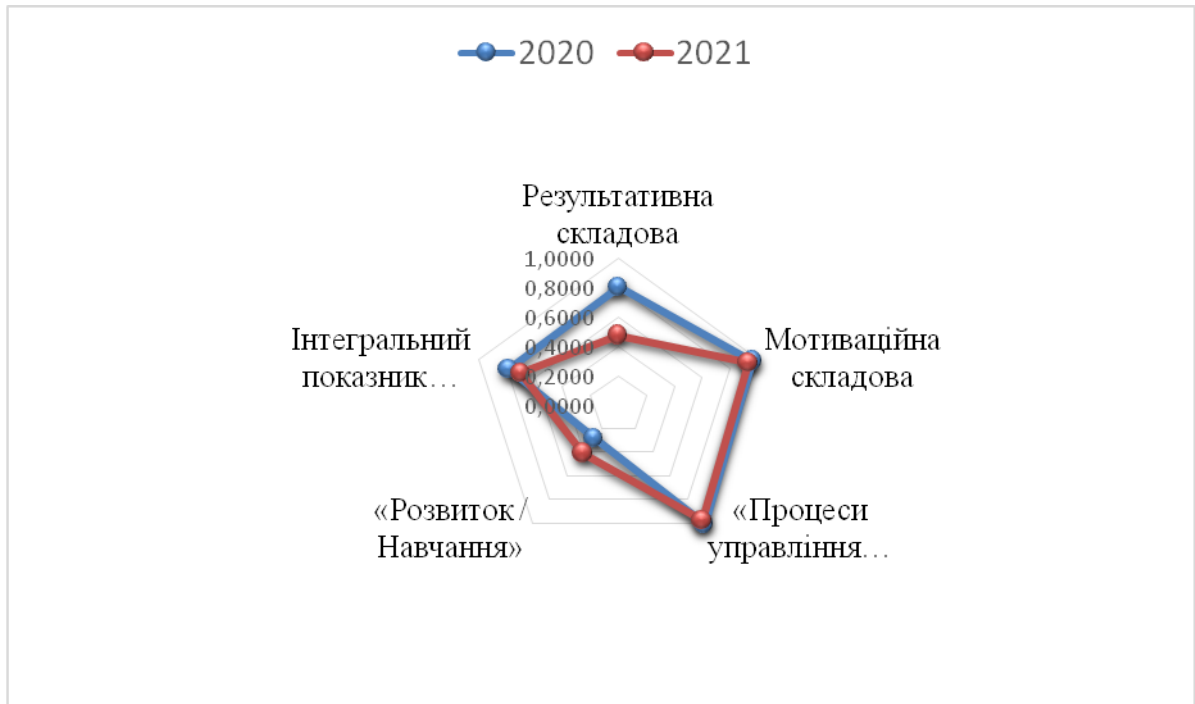 2020 2021
Результативна
складова
1,0000
0,8000
0,6000
0,4000
0,2000
0,0000
Мотиваційна
складова
«Процеси
управління…
«Розвиток /
Навчання»
Інтегральний
показник…